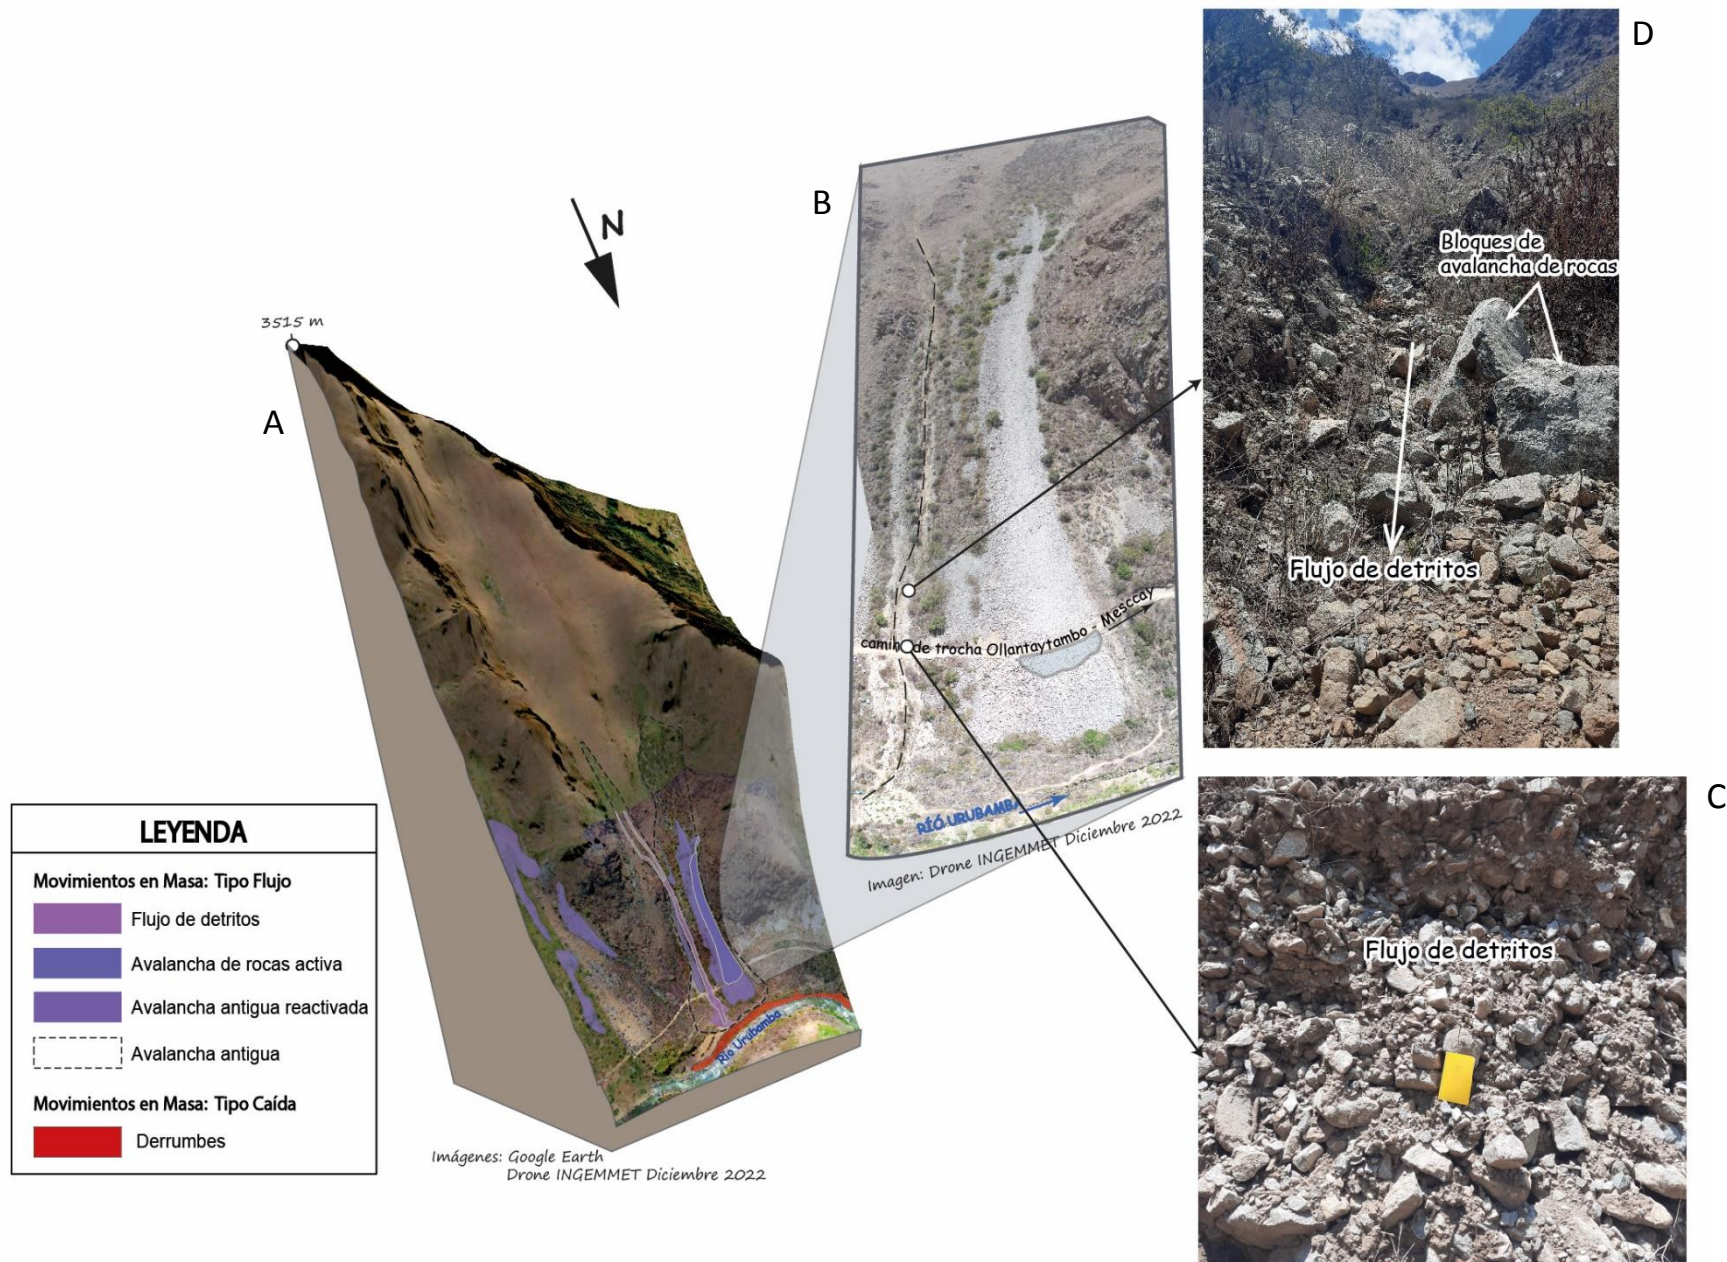 D
N
B
3515 m
A
Bloques de
avalancha de rocas
Flujo de detritos
camino de trocha Ollantaytambo - Mesccay
RÍO URUBAMBA
Imagen: Drone INGEMMET Diciembre 2022
C
Flujo de detritos
LEYENDA
Movimientos en Masa: Tipo Flujo
Flujo de detritos
Avalancha de rocas activa
Avalancha antigua reactivada
Avalancha antigua
Movimientos en Masa: Tipo Caída
Derrumbes
Río Urubamba
Imágenes: Google Earth
Drone INGEMMET Diciembre 2022